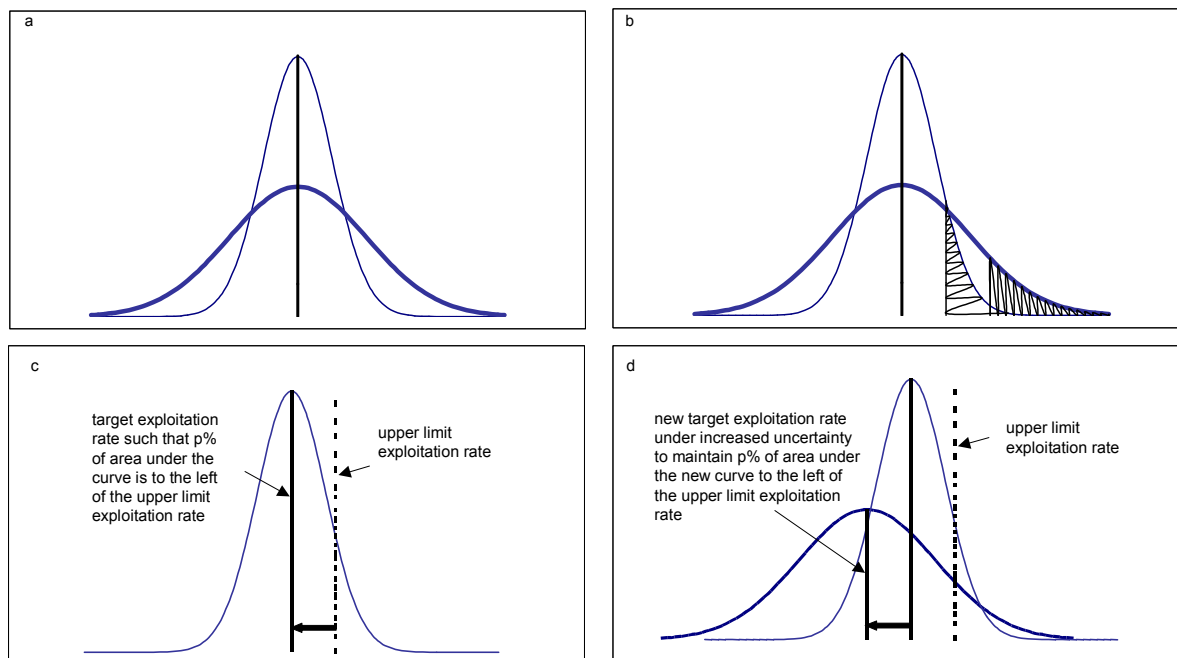 a
b
c
target exploitation
rate such that p%
of area under the
curve is to the left
of the upper limit
exploitation rate
upper limit
exploitation rate
d
new target exploitation rate
under increased uncertainty
to maintain p% of area under
the new curve to the left of
the upper limit exploitation
rate
upper limit
exploitation rate